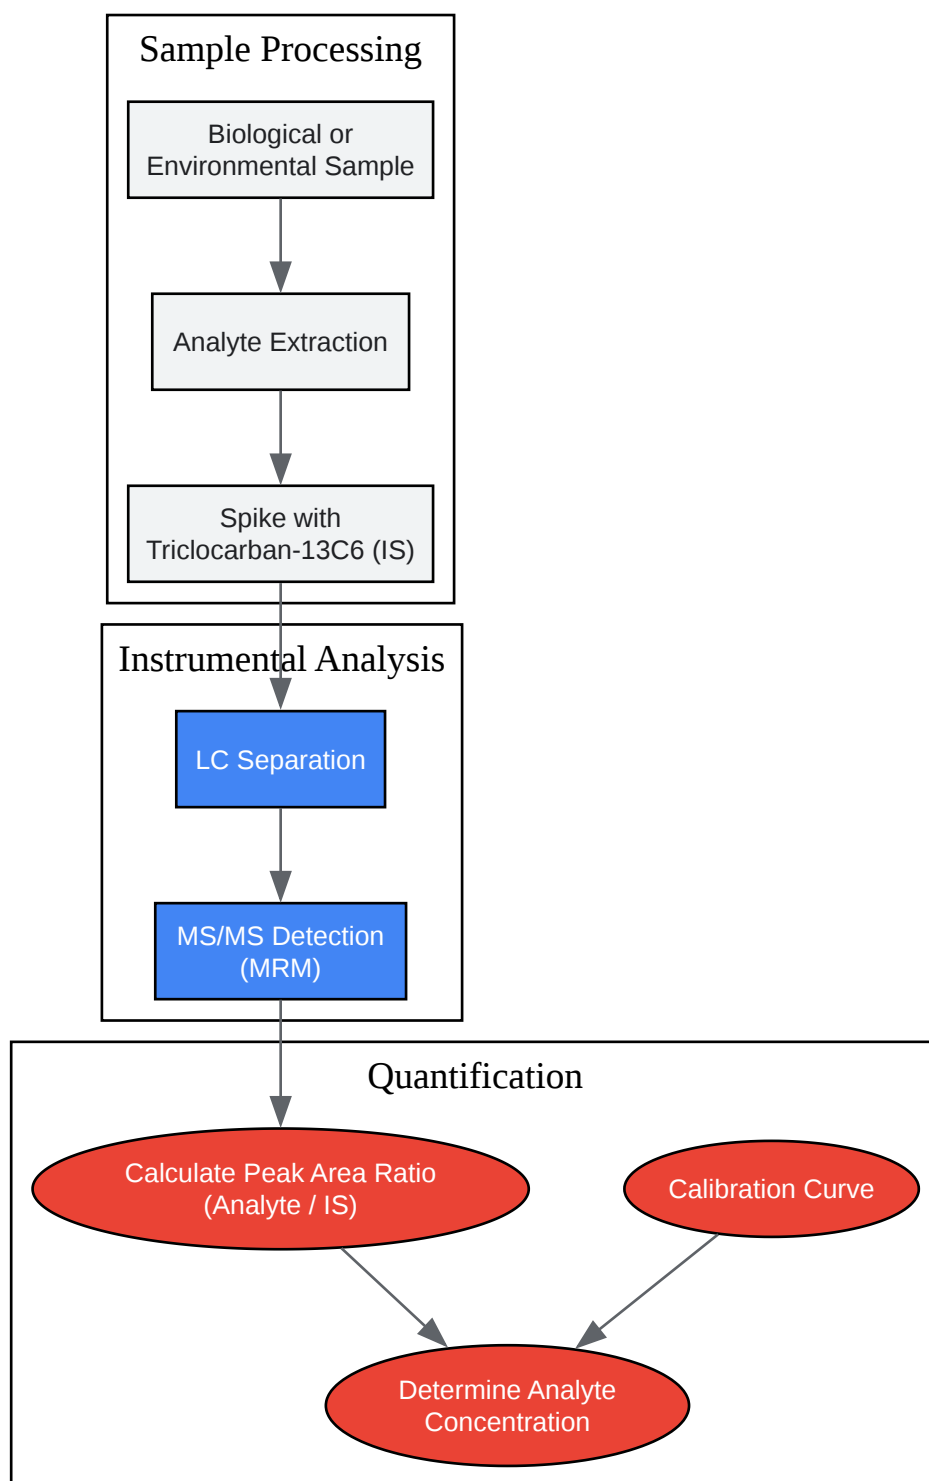 Sample Processing
Biological or
Environmental Sample
Analyte Extraction
Spike with
Triclocarban-13C6 (IS)
Instrumental Analysis
LC Separation
MS/MS Detection
(MRM)
Quantification
Calculate Peak Area Ratio
(Analyte / IS)
Calibration Curve
Determine Analyte
Concentration